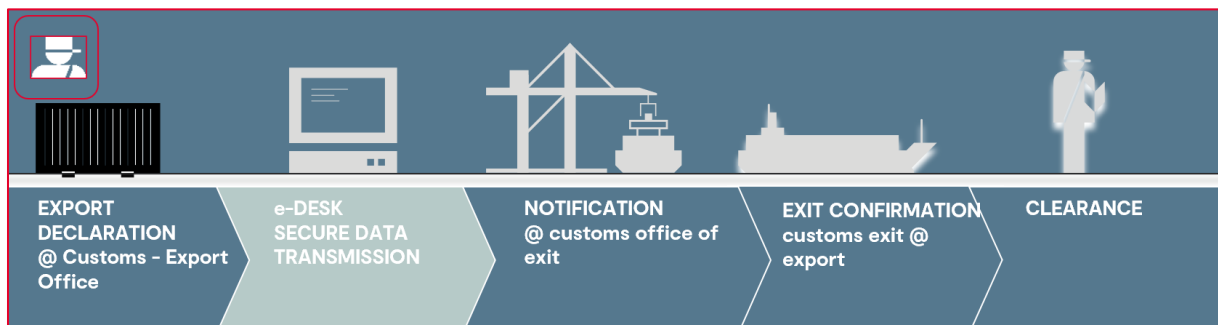 EXPORT
DECLARATION
@ Customs - Export
Office
e-DESK
SECURE DATA
TRANSMISSION
NOTIFICATION
@ customs office of
exit
EXIT CONFIRMATION
customs exit @
export
CLEARANCE